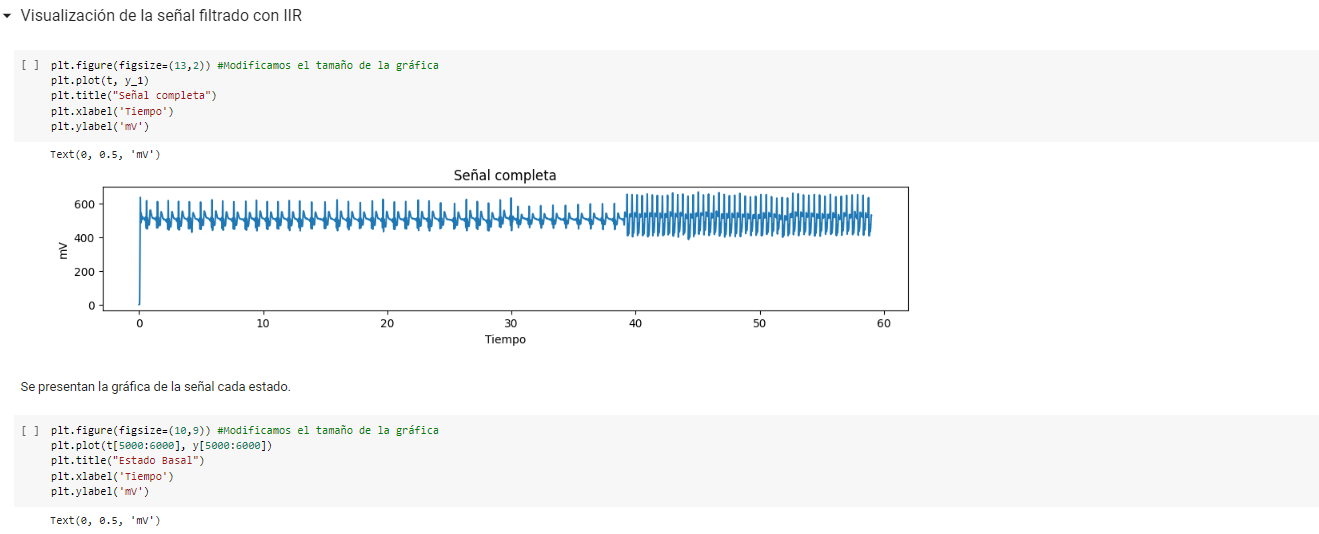 Visualización de la señal filtrado con IIR
[ ] plt.figure(figsize=(13,2)) #Modificamos el tamaño de la gráfica
plt.plot(t, y_1)
plt.title("Señal completa")
plt.xlabel('Tiempo')
plt.ylabel('mV')
Text(0, 0.5, 'mV')
Señal completa
600
400
200
0
mV
0 10 20 30 40 50 60
Tiempo
Se presentan la gráfica de la señal cada estado.
[ ] plt.figure(figsize=(10,9)) #Modificamos el tamaño de la gráfica
plt.plot(t[5000:6000], y[5000:6000])
plt.title("Estado Basal")
plt.xlabel('Tiempo')
plt.ylabel('mV')
Text(0, 0.5, 'mV')